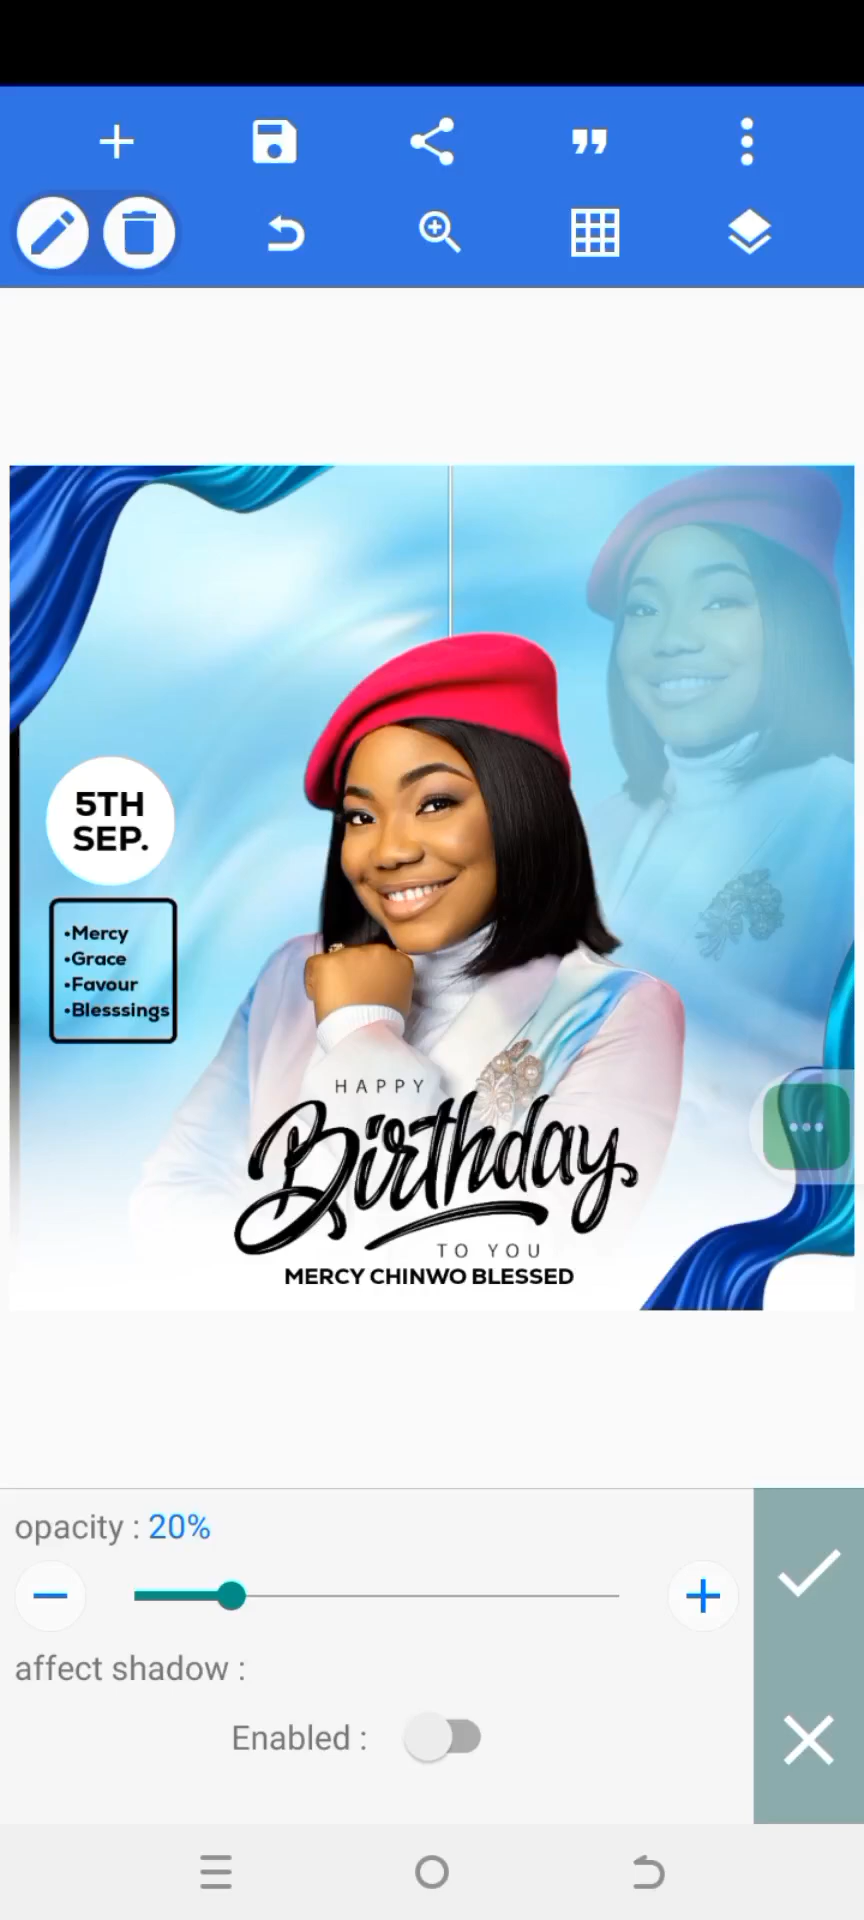 5TH
SEP.
•Mercy
•Grace
•Favour
•Blesssings
HAPPY
Birthday
TO YOU
MERCY CHINWO BLESSED
opacity : 20%
affect shadow :
Enabled :